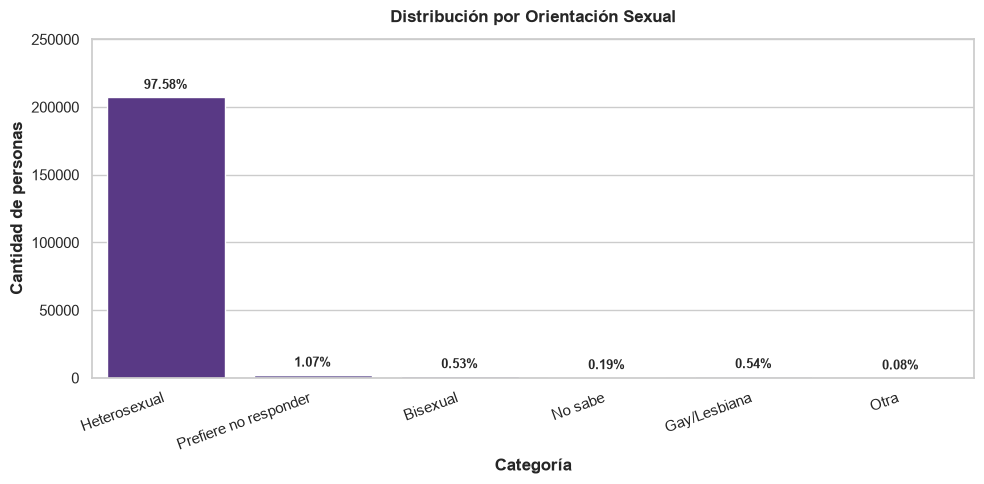 Distribución por Orientación Sexual
Cantidad de personas
250000
200000
150000
100000
50000
0
97.58%
1.07%
0.53%
0.19%
0.54%
0.08%
Heterosexual
Prefiere no responder
Bisexual
No sabe
Gay/Lesbiana
Otra
Categoría